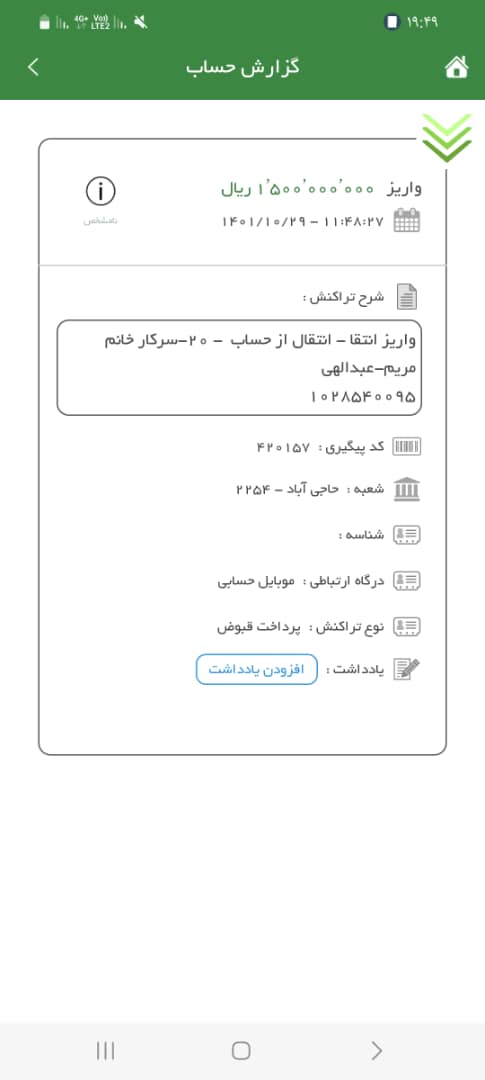 ۱۹:۴۹
4G+ Vo)) LTE2
گزارش حساب
واریز ۱٬۵۰۰٬۰۰۰٬۰۰۰ ریال
۱۴۰۱/۱۰/۲۹ - ۱۱:۴۸:۲۷
نامشخص
شرح تراکنش :
واریز انتقا - انتقال از حساب - ۲۰-سرکار خانم
مریم-عبدالهی
۱۰۲۸۵۴۰۰۹۵
کد پیگیری : ۴۲۰۱۵۷
شعبه : حاجی آباد - ۲۲۵۴
شناسه :
درگاه ارتباطی : موبایل حسابی
نوع تراکنش : پرداخت قبوض
یادداشت : افزودن یادداشت